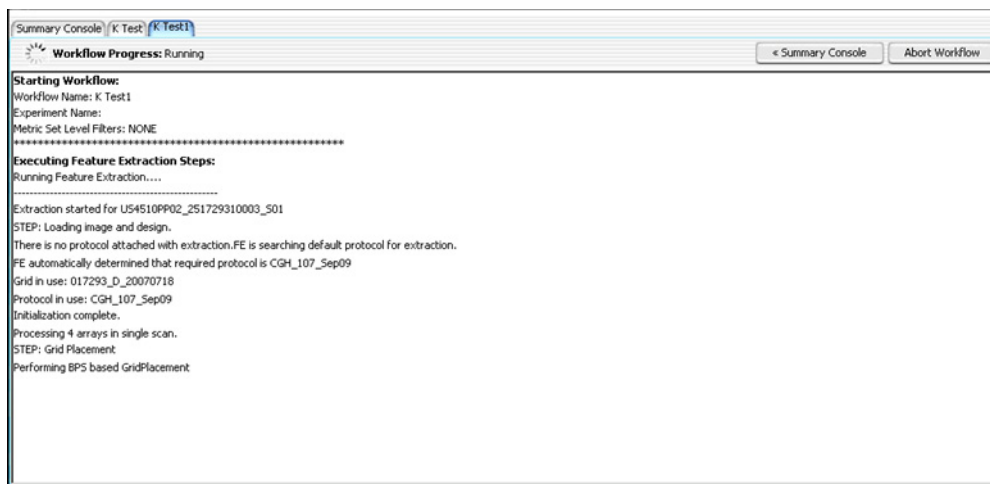 Summary Console K Test K Test1
Workflow Progress: Running « Summary Console Abort Workflow
Starting Workflow:
Workflow Name: K Test1
Experiment Name:
Metric Set Level Filters: NONE
************************************************************
Executing Feature Extraction Steps:
Running Feature Extraction....
----------------------------------------------------
Extraction started for US4510PP02_251729310003_S01
STEP: Loading image and design.
There is no protocol attached with extraction.FE is searching default protocol for extraction.
FE automatically determined that required protocol is CGH_107_Sep09
Grid in use: 017293_D_20070718
Protocol in use: CGH_107_Sep09
Initialization complete.
Processing 4 arrays in single scan.
STEP: Grid Placement
Performing BPS based GridPlacement